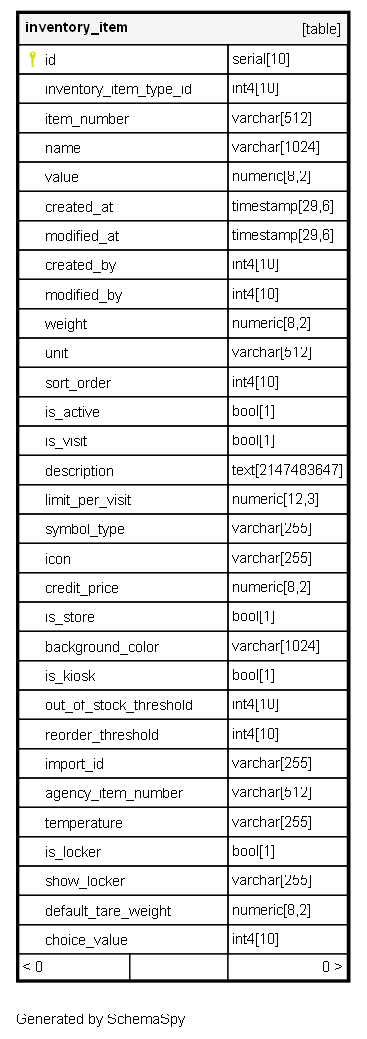 inventory_item [table]
id serial[10]
inventory_item_type_id int4[10]
item_number varchar[512]
name varchar[1024]
value numeric[8,2]
created_at timestamp[29,6]
modified_at timestamp[29,6]
created_by int4[10]
modified_by int4[10]
weight numeric[8,2]
unit varchar[512]
sort_order int4[10]
is_active bool[1]
is_visit bool[1]
description text[2147483647]
limit_per_visit numeric[12,3]
symbol_type varchar[255]
icon varchar[255]
credit_price numeric[8,2]
is_store bool[1]
background_color varchar[1024]
is_kiosk bool[1]
out_of_stock_threshold int4[10]
reorder_threshold int4[10]
import_id varchar[255]
agency_item_number varchar[512]
temperature varchar[255]
is_locker bool[1]
show_locker varchar[255]
default_tare_weight numeric[8,2]
choice_value int4[10]
< 0 0 >
Generated by SchemaSpy